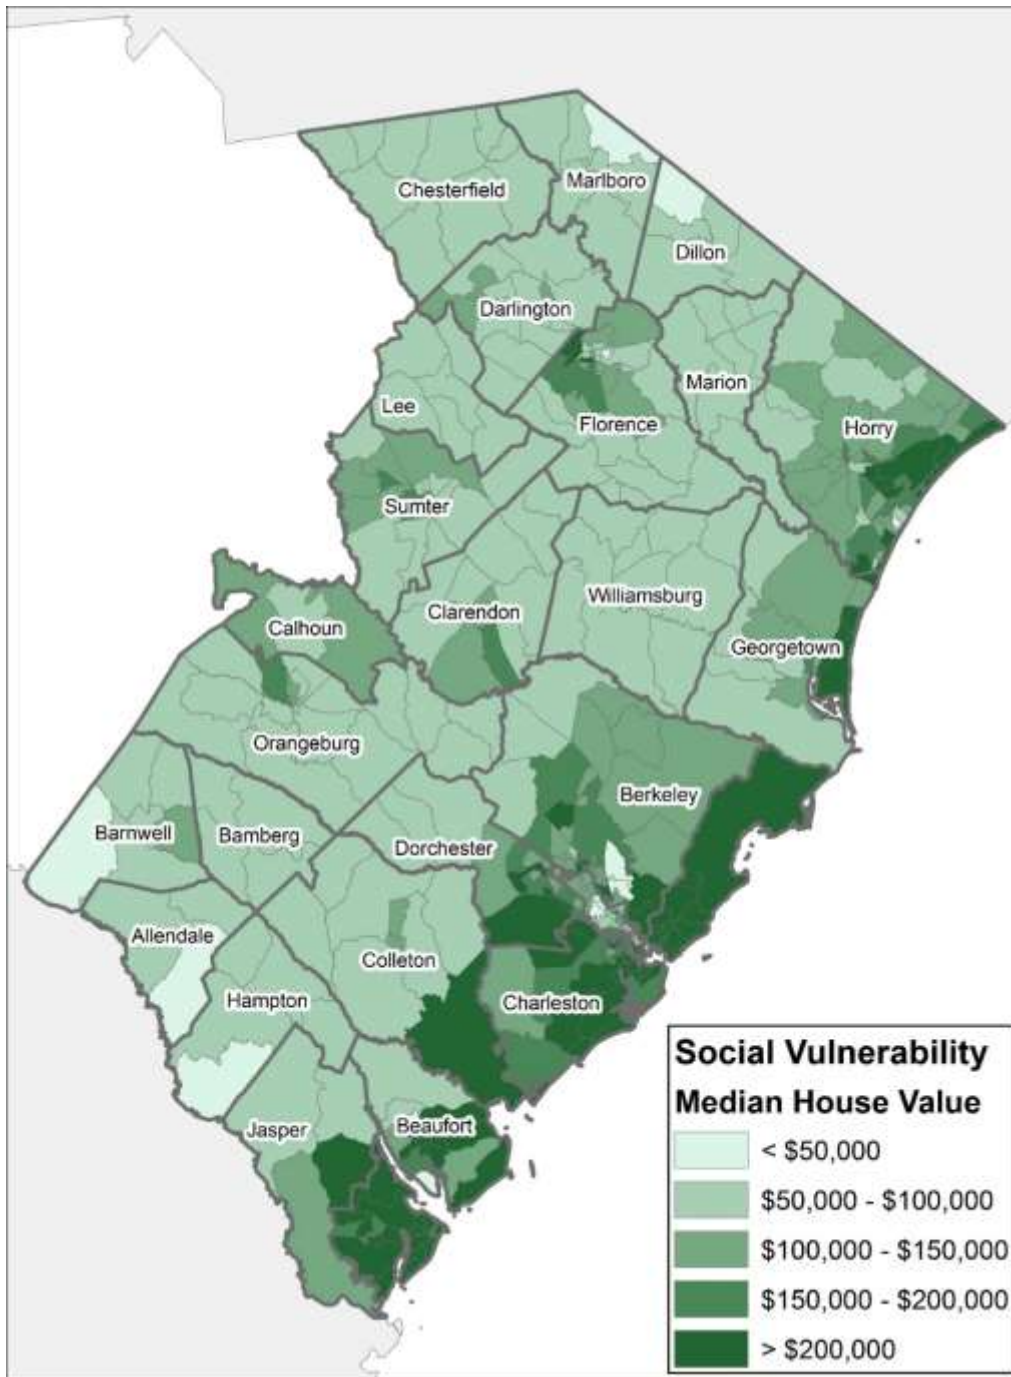 Chesterfield
Marlboro
Dillon
Darlington
Marion
Lee
Florence
Horry
Sumter
Williamsburg
Clarendon
Calhoun
Georgetown
Orangeburg
Berkeley
Barnwell
Bamberg
Dorchester
Allendale
Colleton
Hampton
Charleston
Beaufort
Jasper
Social Vulnerability
Median House Value
< $50,000
$50,000 - $100,000
$100,000 - $150,000
$150,000 - $200,000
> $200,000